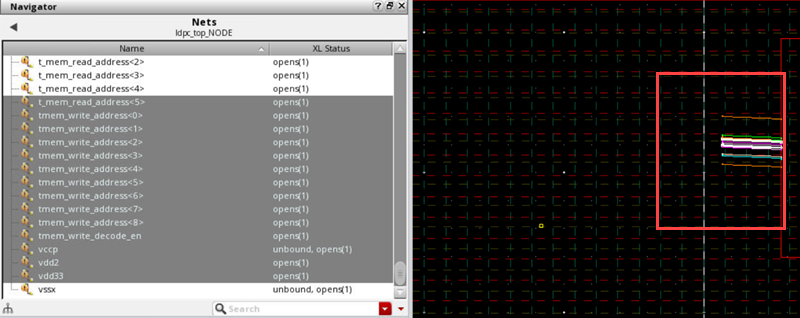 Navigator
Nets
ldpc_top_NODE
Name XL Status
t_mem_read_address<2> opens(1)
t_mem_read_address<3> opens(1)
t_mem_read_address<4> opens(1)
t_mem_read_address<5> opens(1)
tmem_write_address<0> opens(1)
tmem_write_address<1> opens(1)
tmem_write_address<2> opens(1)
tmem_write_address<3> opens(1)
tmem_write_address<4> opens(1)
tmem_write_address<5> opens(1)
tmem_write_address<6> opens(1)
tmem_write_address<7> opens(1)
tmem_write_address<8> opens(1)
tmem_write_decode_en opens(1)
vccp unbound, opens(1)
vdd2 opens(1)
vdd33 opens(1)
vssx unbound, opens(1)
Search